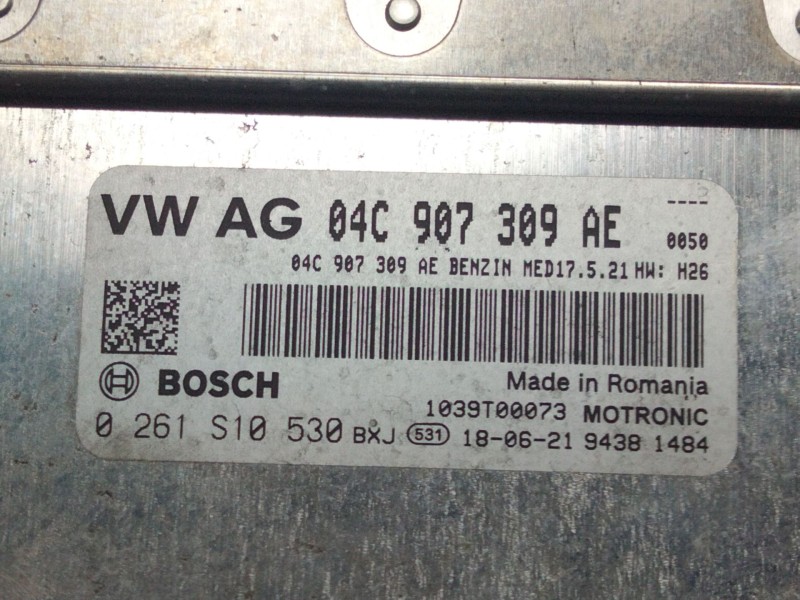 VW AG 04C 907 309 AE
----
0050
04C 907 309 AE BENZIN MED17.5.21 HW: H26
BOSCH
Made in Romania
1039T00073 MOTRONIC
0 261 S10 530 BXJ 531 18-06-21 9438 1484